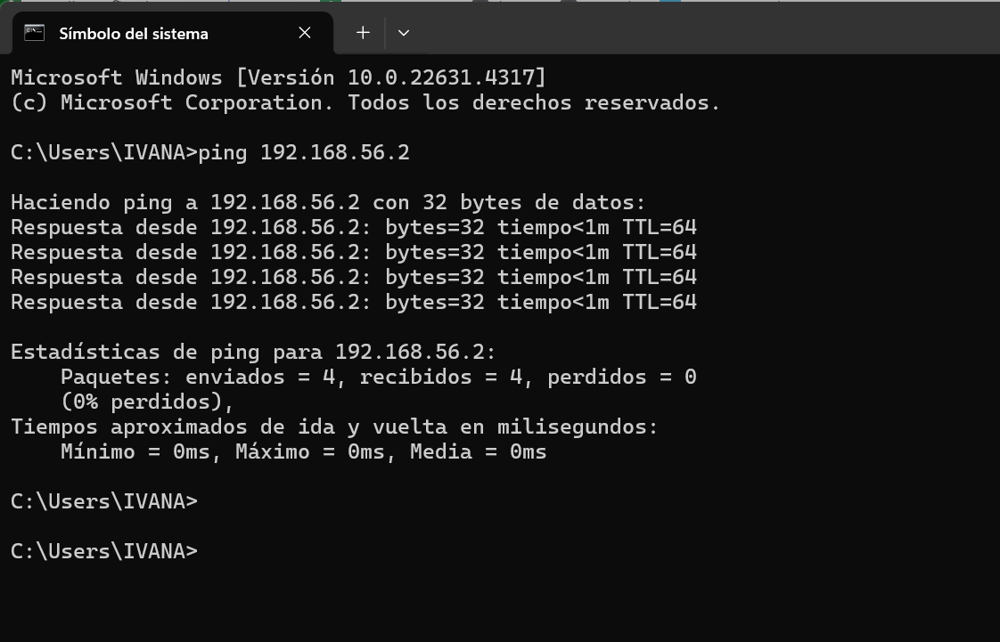 Símbolo del sistema
Microsoft Windows [Versión 10.0.22631.4317]
(c) Microsoft Corporation. Todos los derechos reservados.
C:\Users\IVANA>ping 192.168.56.2
Haciendo ping a 192.168.56.2 con 32 bytes de datos:
Respuesta desde 192.168.56.2: bytes=32 tiempo<1m TTL=64
Respuesta desde 192.168.56.2: bytes=32 tiempo<1m TTL=64
Respuesta desde 192.168.56.2: bytes=32 tiempo<1m TTL=64
Respuesta desde 192.168.56.2: bytes=32 tiempo<1m TTL=64
Estadísticas de ping para 192.168.56.2:
    Paquetes: enviados = 4, recibidos = 4, perdidos = 0
    (0% perdidos),
Tiempos aproximados de ida y vuelta en milisegundos:
    Mínimo = 0ms, Máximo = 0ms, Media = 0ms
C:\Users\IVANA>
C:\Users\IVANA>